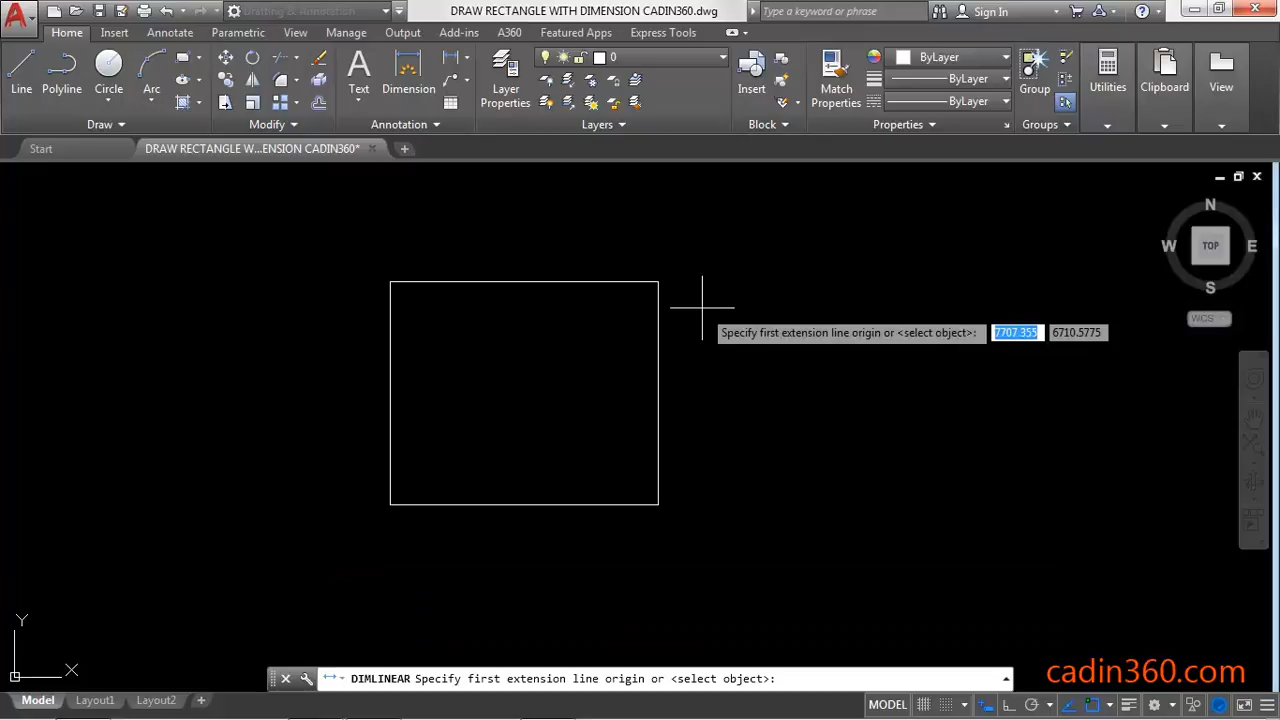 Drafting & Annotation
DRAW RECTANGLE WITH DIMENSION CADIN360.dwg
Type a keyword or phrase
Sign In
Home Insert Annotate Parametric View Manage Output Add-ins A360 Featured Apps Express Tools
Line Polyline Circle Arc Text Dimension Layer Properties 0 Insert Match Properties ByLayer ByLayer ByLayer Group Utilities Clipboard View
Draw Modify Annotation Layers Block Properties Groups
Start DRAW RECTANGLE W...ENSION CADIN360*
N
W TOP E
S
WCS
Specify first extension line origin or <select object>: 7707.355 6710.5775
Y
X
DIMLINEAR Specify first extension line origin or <select object>:
cadin360.com
Model Layout1 Layout2 MODEL